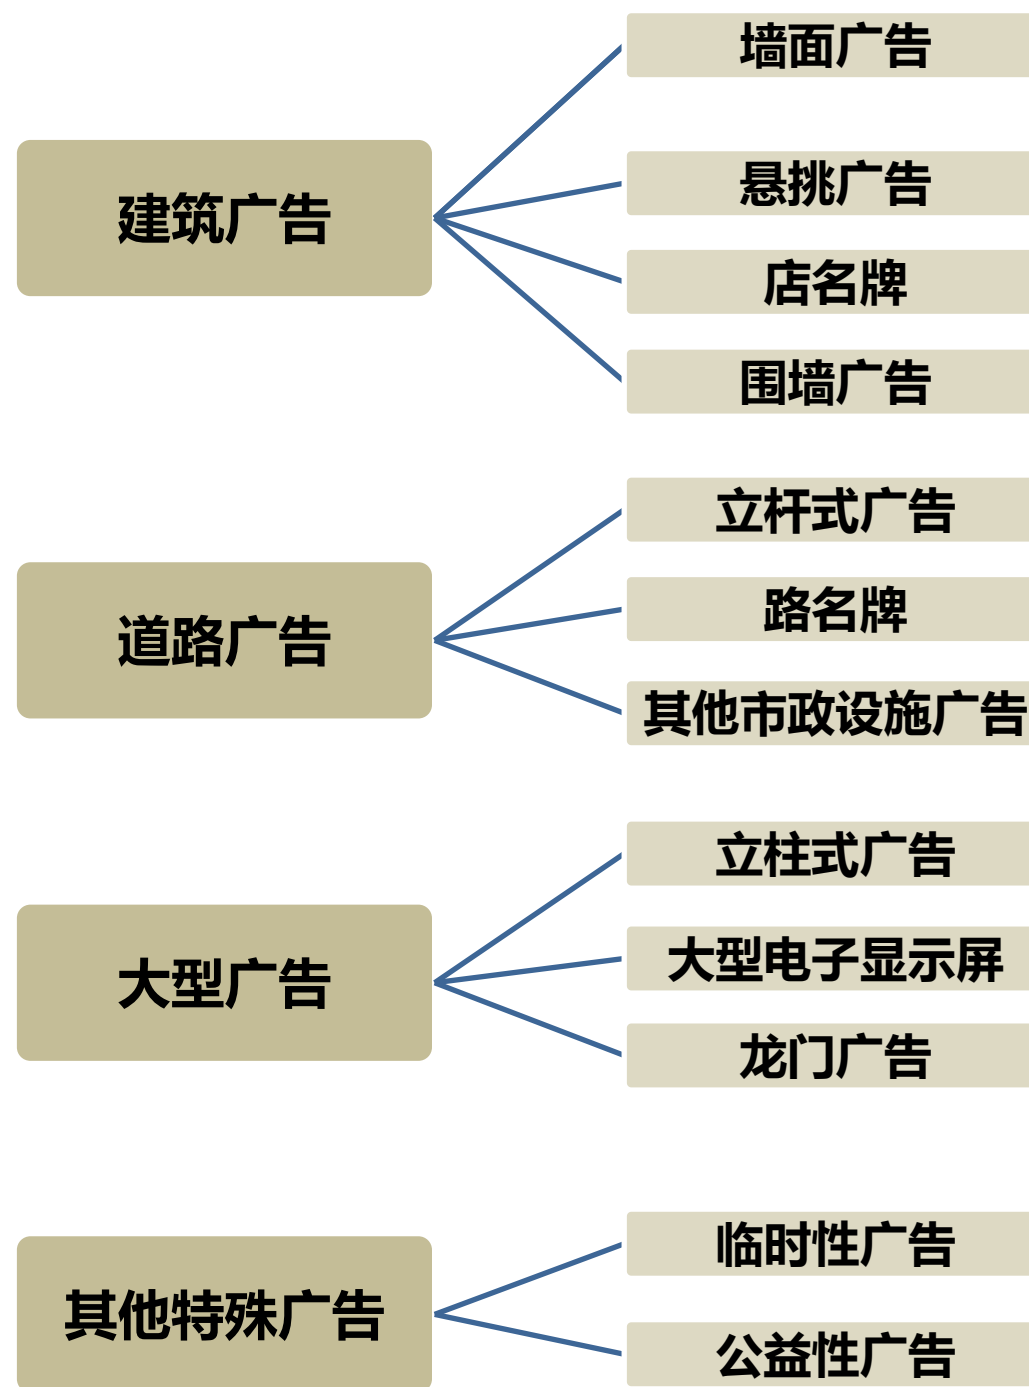 建筑广告
墙面广告
悬挑广告
店名牌
围墙广告
道路广告
立杆式广告
路名牌
其他市政设施广告
大型广告
立柱式广告
大型电子显示屏
龙门广告
其他特殊广告
临时性广告
公益性广告